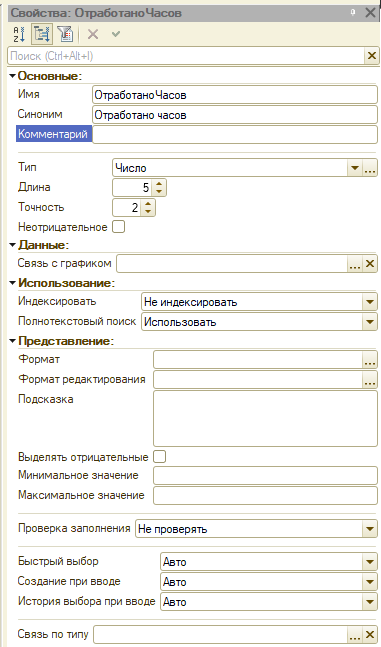 Свойства: ОтработаноЧасов
Поиск (Ctrl+Alt+I)
Основные:
Имя ОтработаноЧасов
Синоним Отработано часов
Комментарий
Тип Число
Длина 5
Точность 2
Неотрицательное
Данные:
Связь с графиком
Использование:
Индексировать Не индексировать
Полнотекстовый поиск Использовать
Представление:
Формат
Формат редактирования
Подсказка
Выделять отрицательные
Минимальное значение
Максимальное значение
Проверка заполнения Не проверять
Быстрый выбор Авто
Создание при вводе Авто
История выбора при вводе Авто
Связь по типу